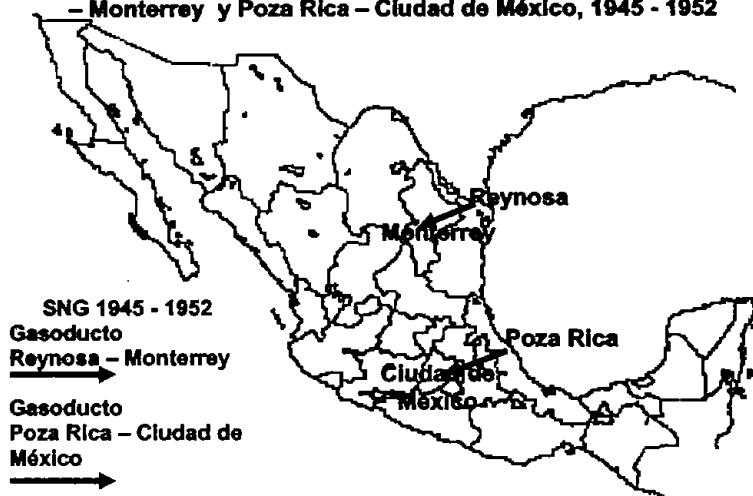 – Monterrey y Poza Rica – Ciudad de México, 1945 - 1952
Reynosa
Monterrey
Poza Rica
Ciudad de
México
SNG 1945 - 1952
Gasoducto
Reynosa – Monterrey
Gasoducto
Poza Rica – Ciudad de
México